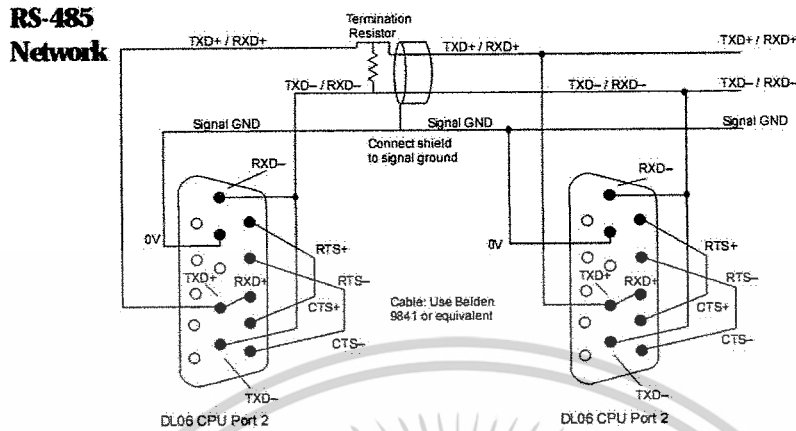 RS-485
Network
Termination
Resistor
TXD+ / RXD+
TXD+ / RXD+
TXD+ / RXD+
TXD– / RXD–
TXD– / RXD–
TXD– / RXD–
Signal GND
Signal GND
Signal GND
Connect shield
to signal ground
RXD–
RXD–
0V
0V
RTS+
RTS+
TXD+
RXD+
RTS–
TXD+
RXD+
RTS–
CTS+
CTS+
Cable: Use Belden
9841 or equivalent
CTS–
CTS–
TXD–
TXD–
DL06 CPU Port 2
DL06 CPU Port 2